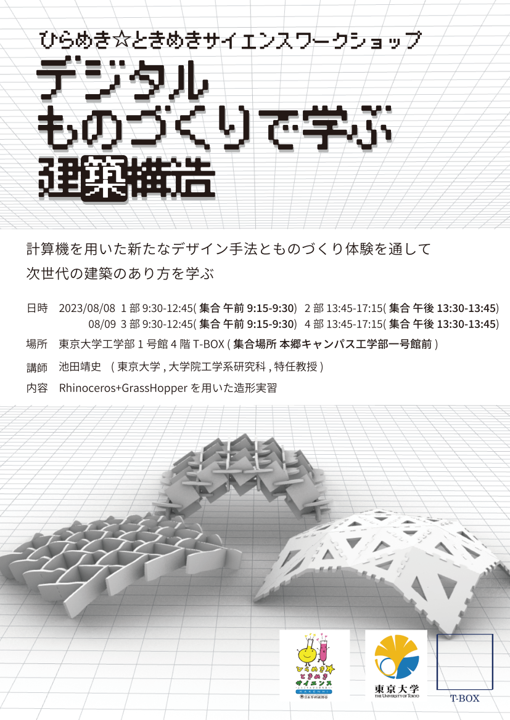 ひらめき☆ときめきサイエンスワークショップ
デジタル
ものづくりで学ぶ
建築構造
計算機を用いた新たなデザイン手法とものづくり体験を通して
次世代の建築のあり方を学ぶ
日時 2023/08/08 1 部 9:30-12:45( 集合 午前 9:15-9:30) 2 部 13:45-17:15( 集合 午後 13:30-13:45)
08/09 3 部 9:30-12:45( 集合 午前 9:15-9:30) 4 部 13:45-17:15( 集合 午後 13:30-13:45)
場所 東京大学工学部 1 号館 4 階 T-BOX ( 集合場所 本郷キャンパス工学部一号館前 )
講師 池田靖史 ( 東京大学 , 大学院工学系研究科 , 特任教授 )
内容 Rhinoceros+GrassHopper を用いた造形実習
ひらめき☆
ときめき
サイエンス
東京大学
THE UNIVERSITY OF TOKYO
T-BOX